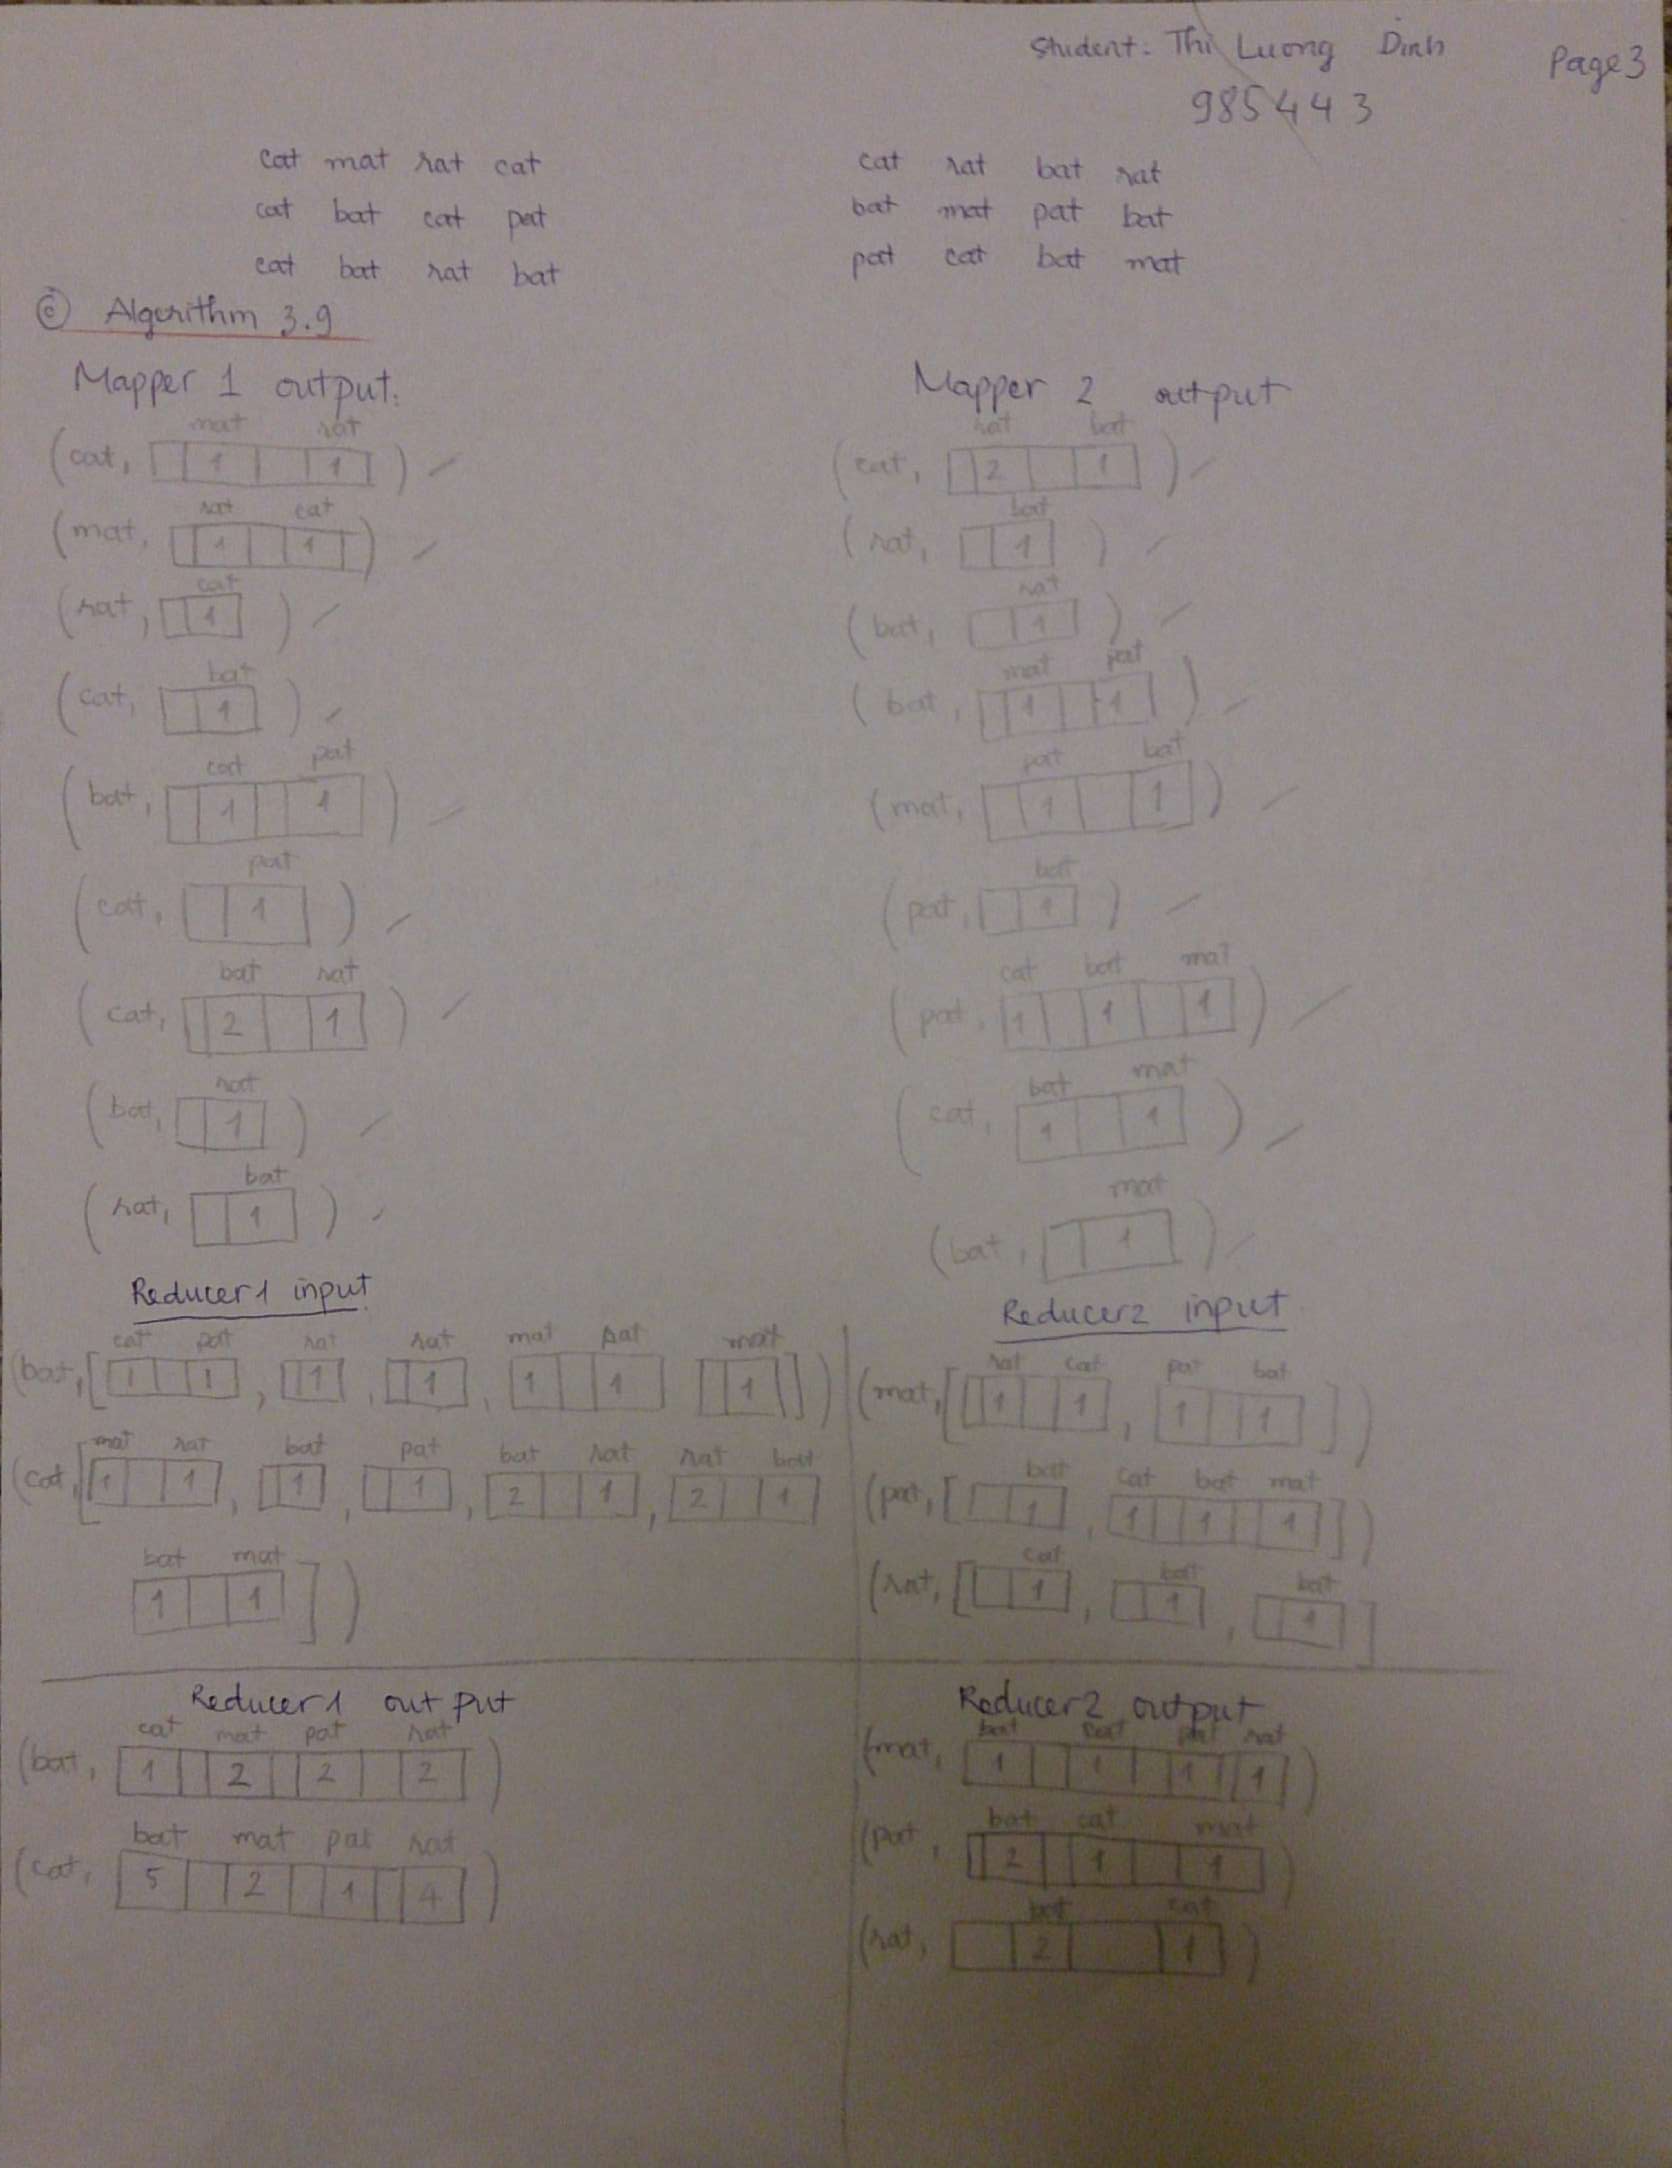 Student: Thi Luong Dinh Page 3
985443
cat mat rat cat
cat bat cat pat
cat bat rat bat
cat rat bat rat
bat mat pat bat
pat cat bat mat
© Algorithm 3.9
Mapper 1 output:
mat rat
(cat, 1 1)
rat cat
(mat, 1 1)
cat
(rat, 1)
bat
(cat, 1)
cat pat
(bat, 1 1)
pat
(cat, 1)
bat rat
(cat, 2 1)
rat
(bat, 1)
bat
(rat, 1)
Mapper 2 output
rat bat
(cat, 2 1)
bat
(rat, 1)
rat
(bat, 1)
mat pat
(bat, 1 1)
pat bat
(mat, 1 1)
bat
(pat, 1)
cat bat mat
(pat, 1 1 1)
bat mat
(cat, 1 1)
mat
(bat, 1)
Reducer1 input
cat pat rat rat mat pat mat
(bat, [1 1, 1, 1, 1 1 1])
mat rat bat pat bat rat rat bat
(cat, [1 1, 1, 1, 2 1, 2 1
bat mat
1 1])
Reducer2 input
rat cat pat bat
(mat, [1 1, 1 1])
bat cat bat mat
(pat, [1, 1 1 1])
cat bat bat
(rat, [1, 1, 1]
Reducer1 output
cat mat pat rat
(bat, 1 2 2 2)
bat mat pat rat
(cat, 5 2 1 4)
Reducer2 output
bat cat pat rat
(mat, 1 1 1 1)
bat cat mat
(pat, 2 1 1)
bat cat
(rat, 2 1)